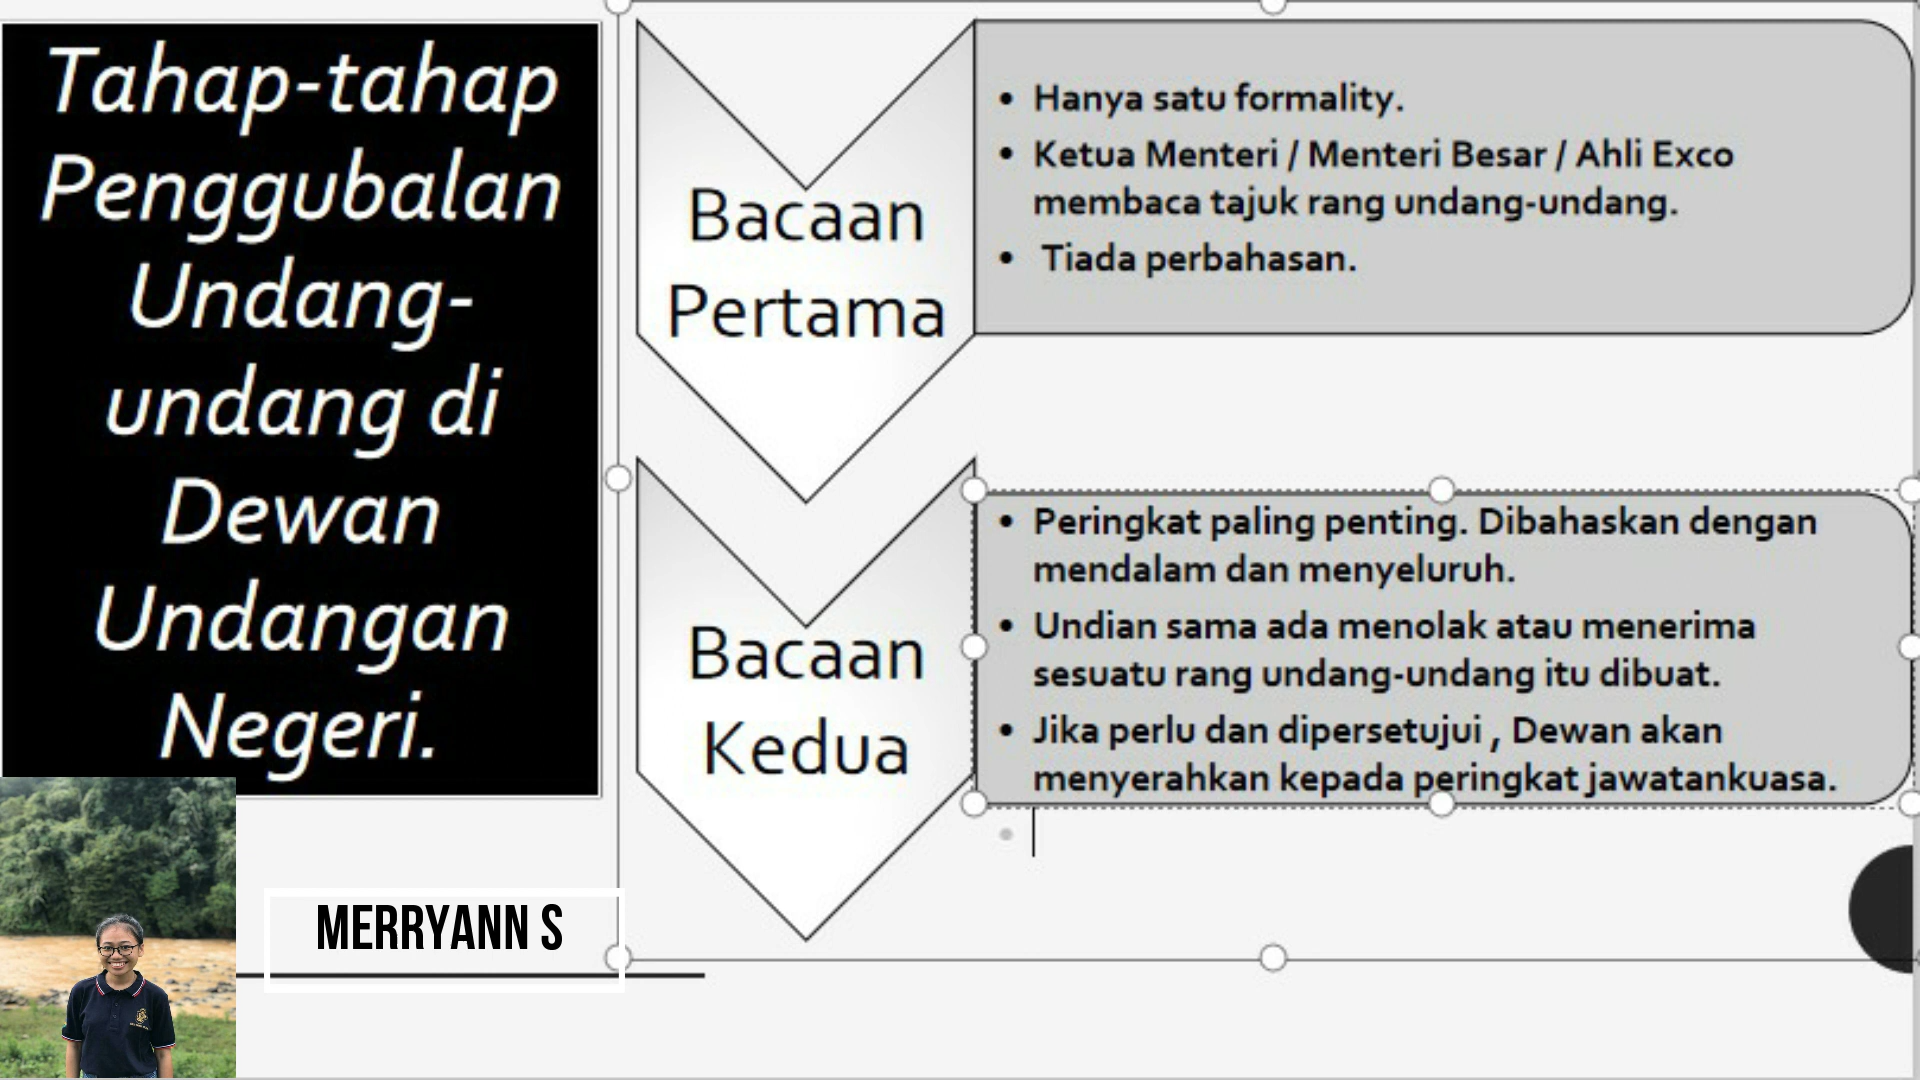 Tahap-tahap
Penggubalan
Undang-
undang di
Dewan
Undangan
Negeri.
Bacaan
Pertama
• Hanya satu formality.
• Ketua Menteri / Menteri Besar / Ahli Exco
membaca tajuk rang undang-undang.
• Tiada perbahasan.
Bacaan
Kedua
• Peringkat paling penting. Dibahaskan dengan
mendalam dan menyeluruh.
• Undian sama ada menolak atau menerima
sesuatu rang undang-undang itu dibuat.
• Jika perlu dan dipersetujui , Dewan akan
menyerahkan kepada peringkat jawatankuasa.
MERRYANN S